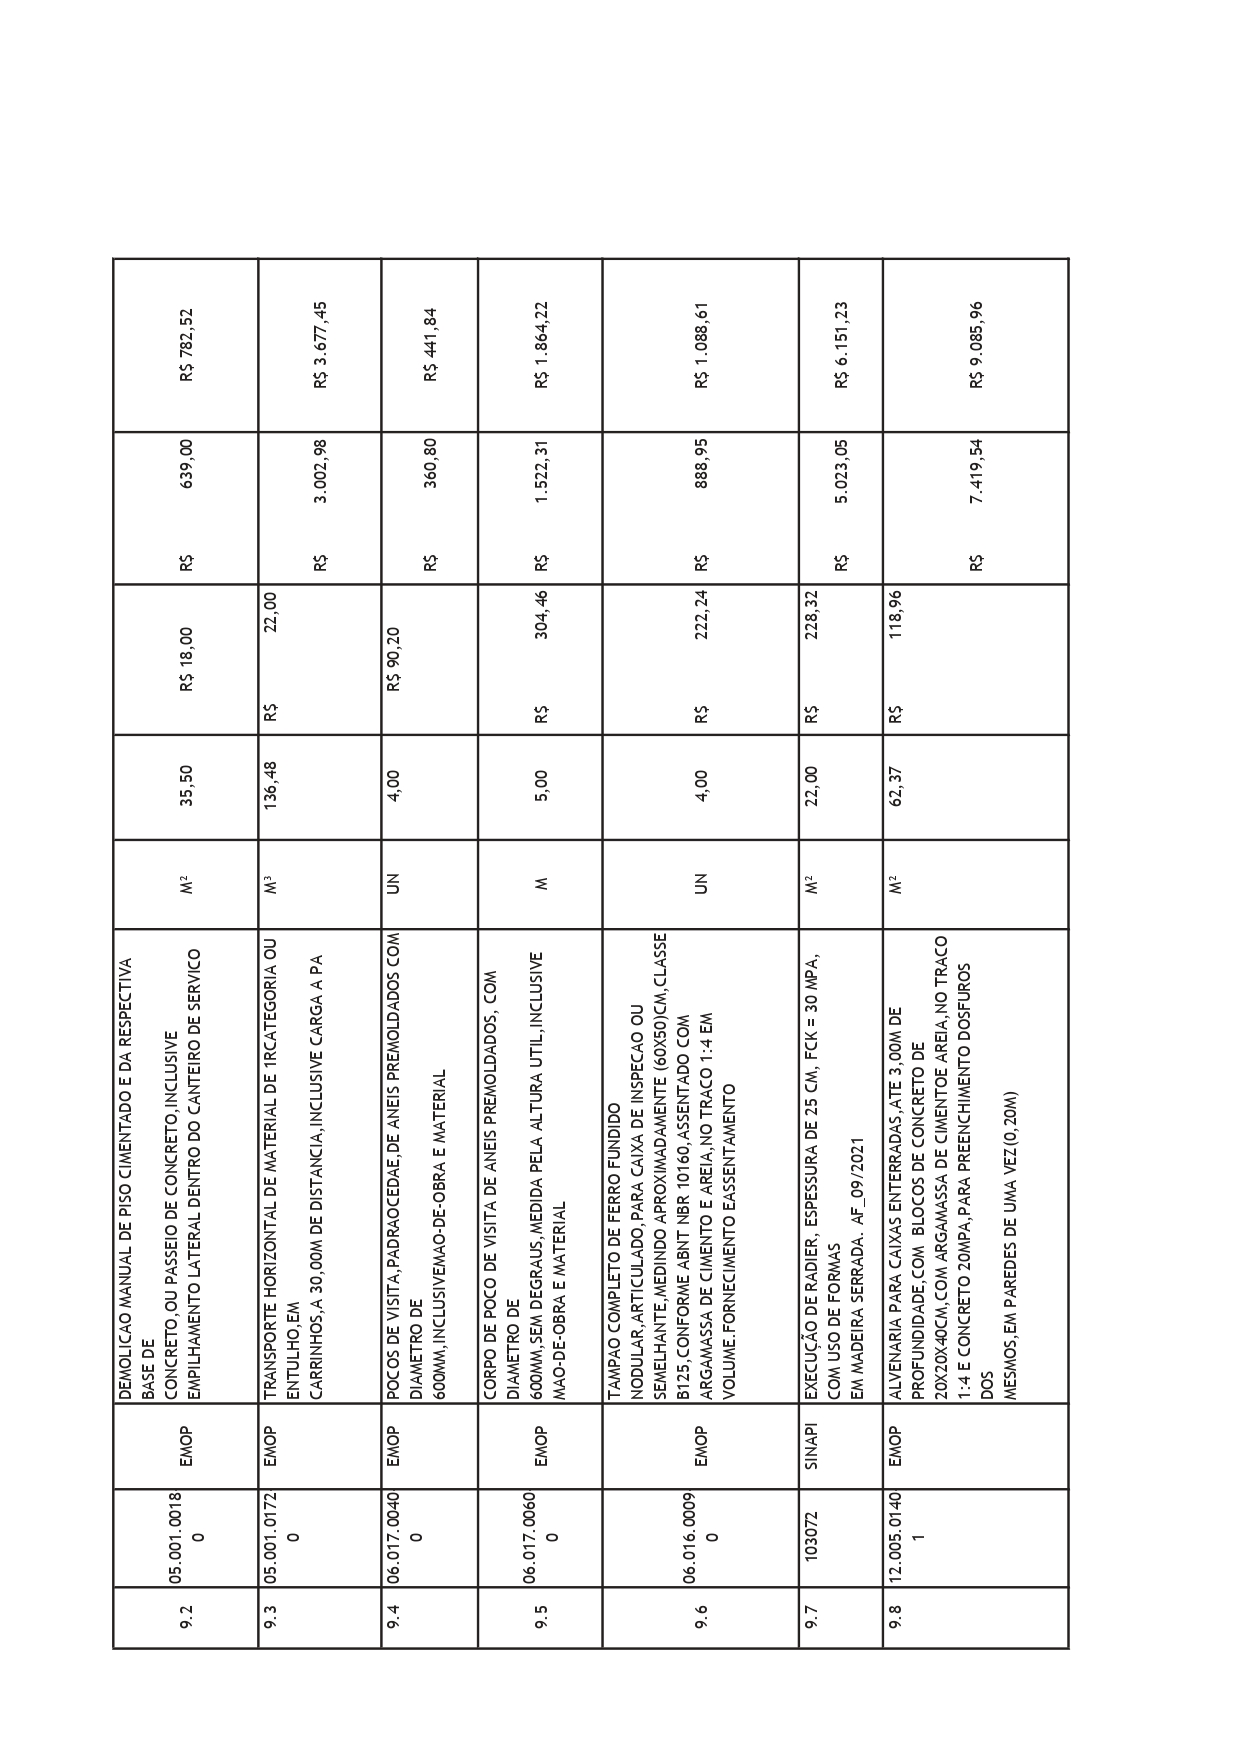 9.2
05.001.0018
0
EMOP
DEMOLICAO MANUAL DE PISO CIMENTADO E DA RESPECTIVA
BASE DE
CONCRETO,OU PASSEIO DE CONCRETO,INCLUSIVE
EMPILHAMENTO LATERAL DENTRO DO CANTEIRO DE SERVICO
M²
35,50
R$ 18,00
R$ 639,00
R$ 782,52
9.3
05.001.0172
0
EMOP
TRANSPORTE HORIZONTAL DE MATERIAL DE 1RCATEGORIA OU
ENTULHO,EM
CARRINHOS,A 30,00M DE DISTANCIA,INCLUSIVE CARGA A PA
M³
136,48
R$ 22,00
R$ 3.002,98
R$ 3.677,45
9.4
06.017.0040
0
EMOP
POCOS DE VISITA,PADRAOCEDAE,DE ANEIS PREMOLDADOS COM
DIAMETRO DE
600MM,INCLUSIVEMAO-DE-OBRA E MATERIAL
UN
4,00
R$ 90,20
R$ 360,80
R$ 441,84
9.5
06.017.0060
0
EMOP
CORPO DE POCO DE VISITA DE ANEIS PREMOLDADOS, COM
DIAMETRO DE
600MM,SEM DEGRAUS,MEDIDA PELA ALTURA UTIL,INCLUSIVE
MAO-DE-OBRA E MATERIAL
M
5,00
R$ 304,46
R$ 1.522,31
R$ 1.864,22
9.6
06.016.0009
0
EMOP
TAMPAO COMPLETO DE FERRO FUNDIDO
NODULAR,ARTICULADO,PARA CAIXA DE INSPECAO OU
SEMELHANTE,MEDINDO APROXIMADAMENTE (60X50)CM,CLASSE
B125,CONFORME ABNT NBR 10160,ASSENTADO COM
ARGAMASSA DE CIMENTO E AREIA,NO TRACO 1:4 EM
VOLUME.FORNECIMENTO EASSENTAMENTO
UN
4,00
R$ 222,24
R$ 888,95
R$ 1.088,61
9.7
103072
SINAPI
EXECUÇÃO DE RADIER, ESPESSURA DE 25 CM, FCK = 30 MPA,
COM USO DE FORMAS
EM MADEIRA SERRADA. AF_09/2021
M²
22,00
R$ 228,32
R$ 5.023,05
R$ 6.151,23
9.8
12.005.0140
1
EMOP
ALVENARIA PARA CAIXAS ENTERRADAS,ATE 3,00M DE
PROFUNDIDADE,COM BLOCOS DE CONCRETO DE
20X20X40CM,COM ARGAMASSA DE CIMENTOE AREIA,NO TRACO
1:4 E CONCRETO 20MPA,PARA PREENCHIMENTO DOSFUROS
DOS
MESMOS,EM PAREDES DE UMA VEZ(0,20M)
M²
62,37
R$ 118,96
R$ 7.419,54
R$ 9.085,96